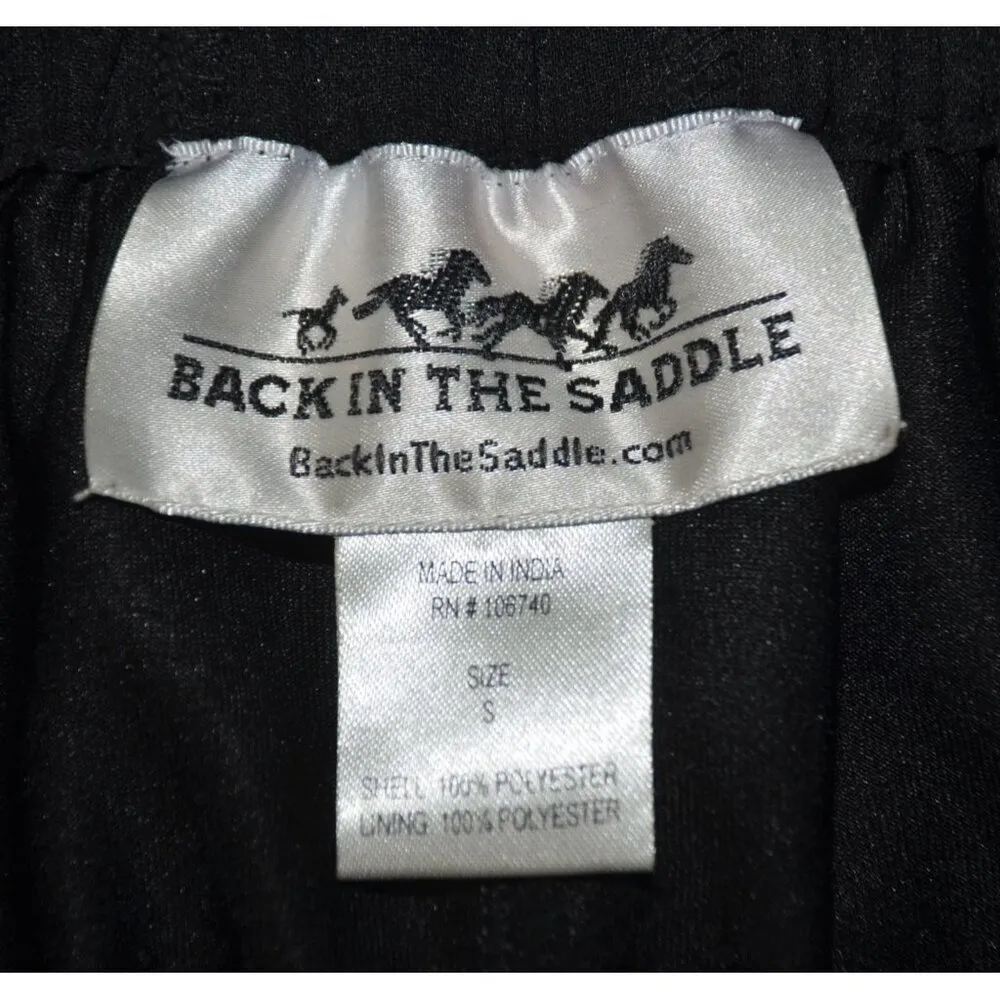 BACK IN THE SADDLE
BackInTheSaddle.com
MADE IN INDIA
RN # 106740
SIZE
S
SHELL 100% POLYESTER
LINING 100% POLYESTER